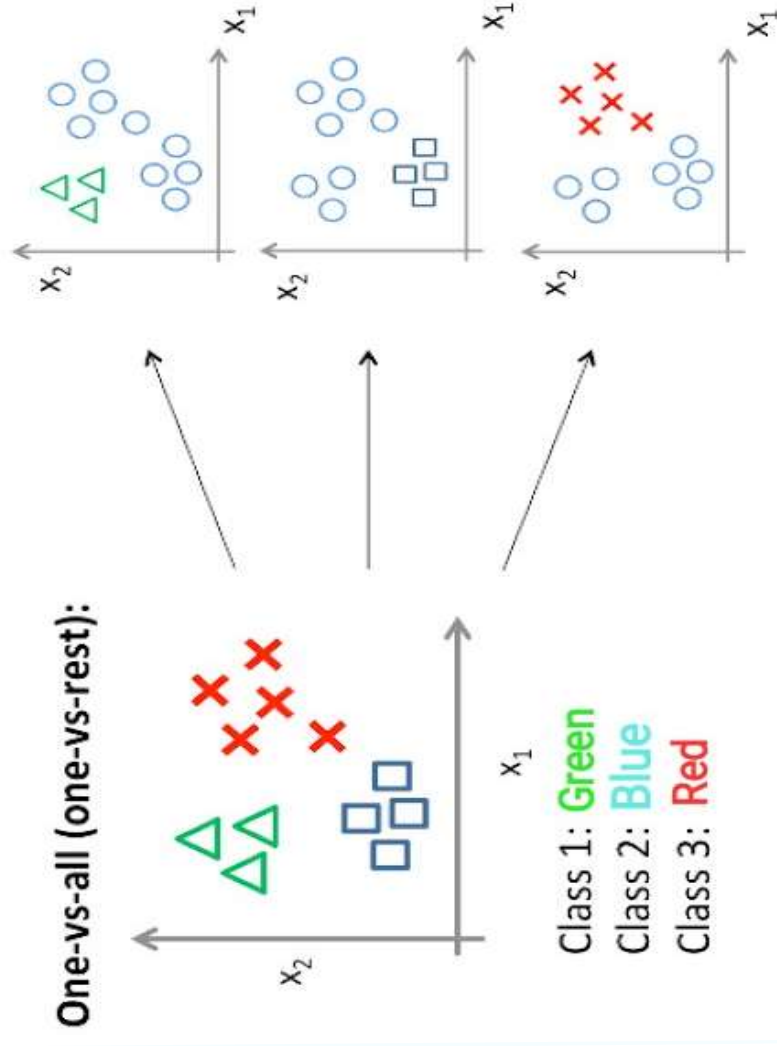 One-vs-all (one-vs-rest):
x₂
x₁
Class 1: Green
Class 2: Blue
Class 3: Red
x₂
x₁
x₂
x₁
x₂
x₁